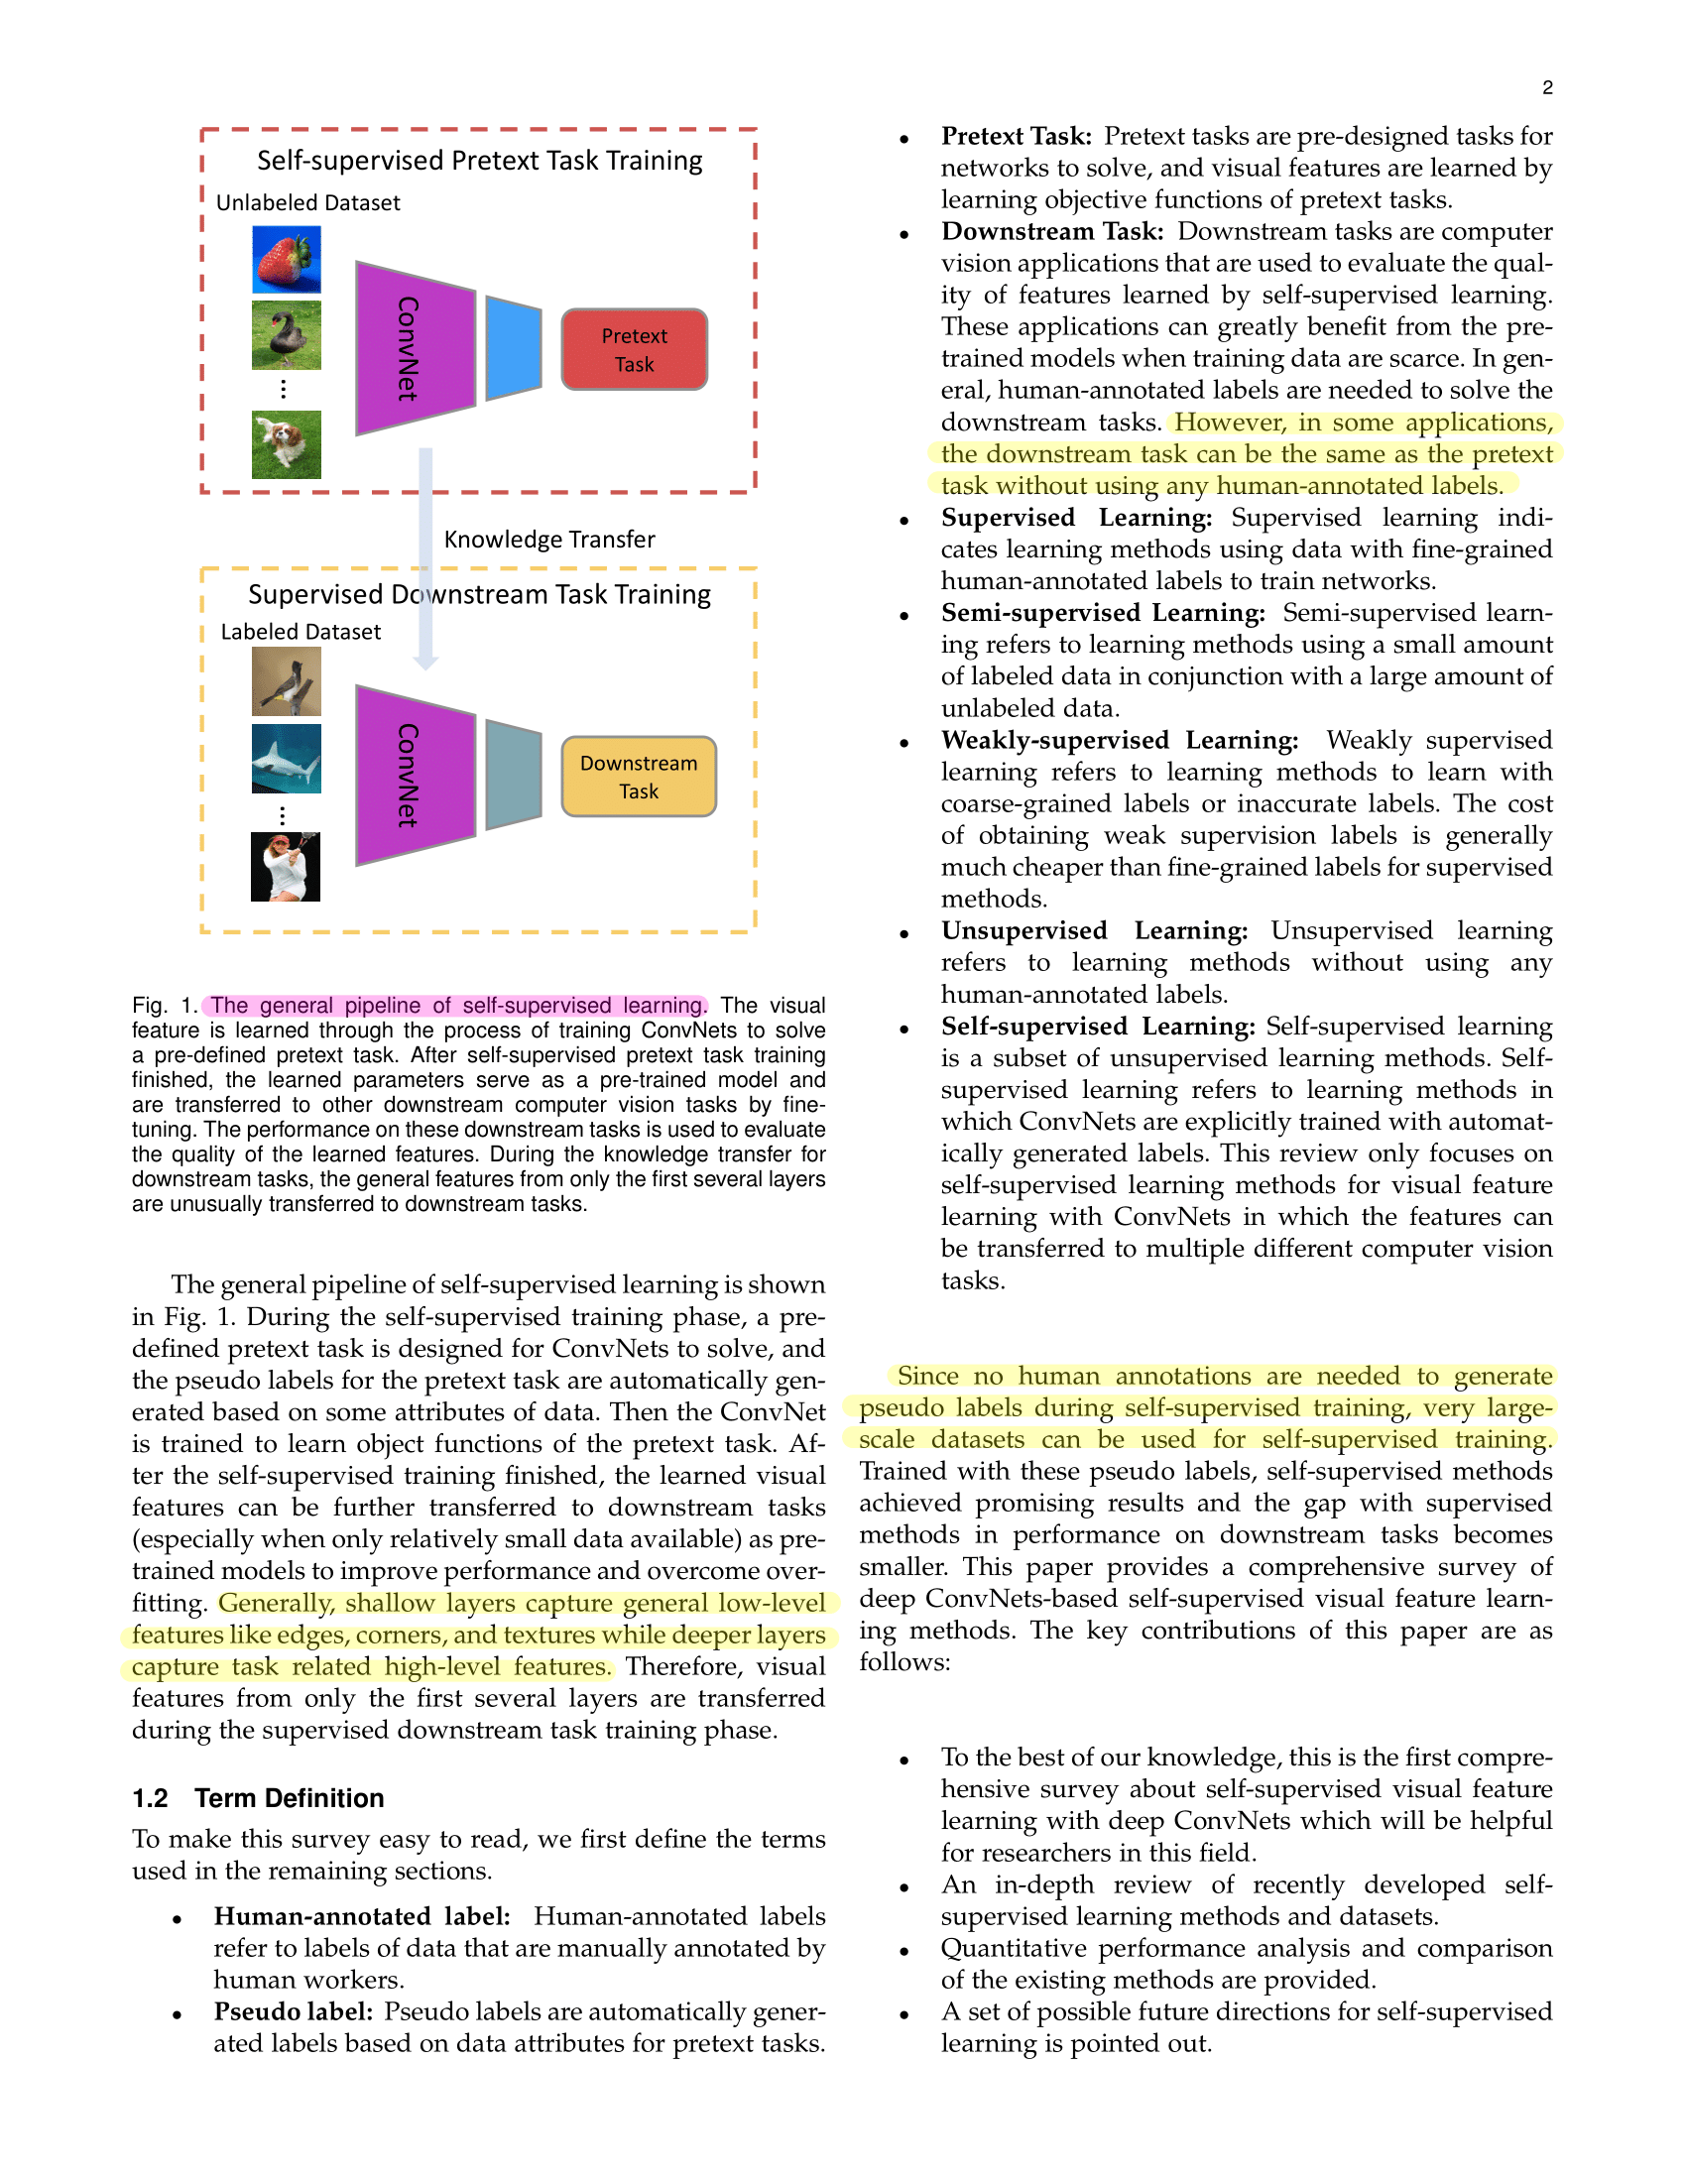 2
Self-supervised Pretext Task Training
Unlabeled Dataset
ConvNet
Pretext
Task
Knowledge Transfer
Supervised Downstream Task Training
Labeled Dataset
ConvNet
Downstream
Task
Fig. 1. The general pipeline of self-supervised learning. The visual
feature is learned through the process of training ConvNets to solve
a pre-defined pretext task. After self-supervised pretext task training
finished, the learned parameters serve as a pre-trained model and
are transferred to other downstream computer vision tasks by fine-
tuning. The performance on these downstream tasks is used to evaluate
the quality of the learned features. During the knowledge transfer for
downstream tasks, the general features from only the first several layers
are unusually transferred to downstream tasks.
The general pipeline of self-supervised learning is shown
in Fig. 1. During the self-supervised training phase, a pre-
defined pretext task is designed for ConvNets to solve, and
the pseudo labels for the pretext task are automatically gen-
erated based on some attributes of data. Then the ConvNet
is trained to learn object functions of the pretext task. Af-
ter the self-supervised training finished, the learned visual
features can be further transferred to downstream tasks
(especially when only relatively small data available) as pre-
trained models to improve performance and overcome over-
fitting. Generally, shallow layers capture general low-level
features like edges, corners, and textures while deeper layers
capture task related high-level features. Therefore, visual
features from only the first several layers are transferred
during the supervised downstream task training phase.
1.2 Term Definition
To make this survey easy to read, we first define the terms
used in the remaining sections.
• Human-annotated label: Human-annotated labels
refer to labels of data that are manually annotated by
human workers.
• Pseudo label: Pseudo labels are automatically gener-
ated labels based on data attributes for pretext tasks.
• Pretext Task: Pretext tasks are pre-designed tasks for
networks to solve, and visual features are learned by
learning objective functions of pretext tasks.
• Downstream Task: Downstream tasks are computer
vision applications that are used to evaluate the qual-
ity of features learned by self-supervised learning.
These applications can greatly benefit from the pre-
trained models when training data are scarce. In gen-
eral, human-annotated labels are needed to solve the
downstream tasks. However, in some applications,
the downstream task can be the same as the pretext
task without using any human-annotated labels.
• Supervised Learning: Supervised learning indi-
cates learning methods using data with fine-grained
human-annotated labels to train networks.
• Semi-supervised Learning: Semi-supervised learn-
ing refers to learning methods using a small amount
of labeled data in conjunction with a large amount of
unlabeled data.
• Weakly-supervised Learning: Weakly supervised
learning refers to learning methods to learn with
coarse-grained labels or inaccurate labels. The cost
of obtaining weak supervision labels is generally
much cheaper than fine-grained labels for supervised
methods.
• Unsupervised Learning: Unsupervised learning
refers to learning methods without using any
human-annotated labels.
• Self-supervised Learning: Self-supervised learning
is a subset of unsupervised learning methods. Self-
supervised learning refers to learning methods in
which ConvNets are explicitly trained with automat-
ically generated labels. This review only focuses on
self-supervised learning methods for visual feature
learning with ConvNets in which the features can
be transferred to multiple different computer vision
tasks.
Since no human annotations are needed to generate
pseudo labels during self-supervised training, very large-
scale datasets can be used for self-supervised training.
Trained with these pseudo labels, self-supervised methods
achieved promising results and the gap with supervised
methods in performance on downstream tasks becomes
smaller. This paper provides a comprehensive survey of
deep ConvNets-based self-supervised visual feature learn-
ing methods. The key contributions of this paper are as
follows:
• To the best of our knowledge, this is the first compre-
hensive survey about self-supervised visual feature
learning with deep ConvNets which will be helpful
for researchers in this field.
• An in-depth review of recently developed self-
supervised learning methods and datasets.
• Quantitative performance analysis and comparison
of the existing methods are provided.
• A set of possible future directions for self-supervised
learning is pointed out.